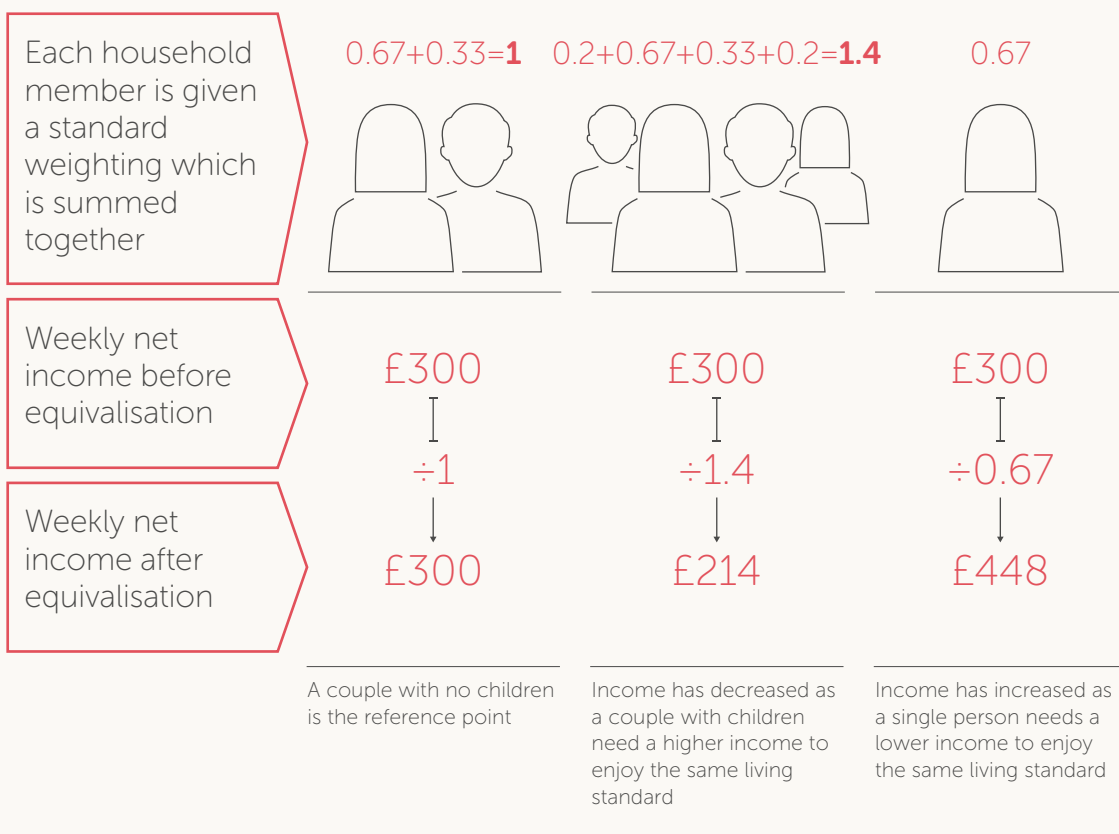 Each household
member is given
a standard
weighting which
is summed
together
0.67+0.33=1
0.2+0.67+0.33+0.2=1.4
0.67
Weekly net
income before
equivalisation
£300
£300
£300
÷1
÷1.4
÷0.67
Weekly net
income after
equivalisation
£300
£214
£448
A couple with no children
is the reference point
Income has decreased as
a couple with children
need a higher income to
enjoy the same living
standard
Income has increased as
a single person needs a
lower income to enjoy
the same living standard